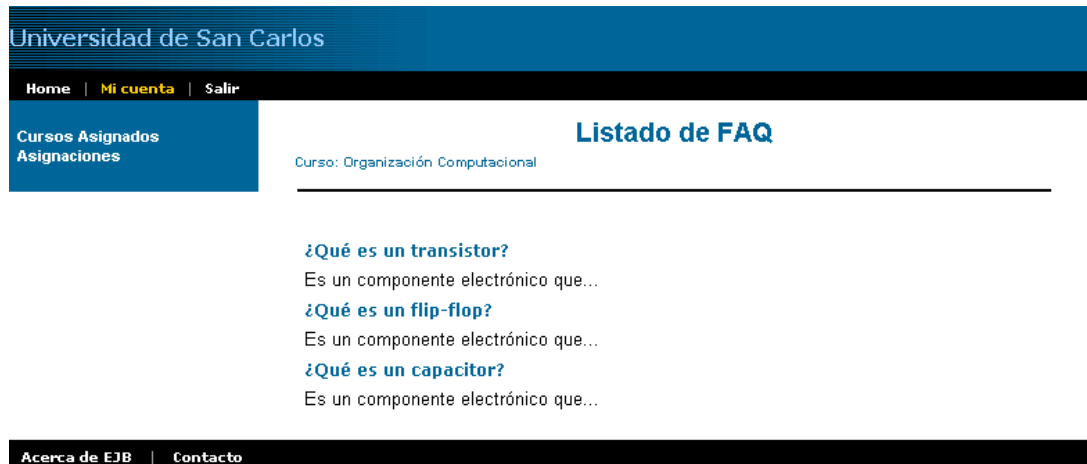 Universidad de San Carlos
Home | Mi cuenta | Salir
Cursos Asignados
Asignaciones
Listado de FAQ
Curso: Organización Computacional
¿Qué es un transistor?
Es un componente electrónico que...
¿Qué es un flip-flop?
Es un componente electrónico que...
¿Qué es un capacitor?
Es un componente electrónico que...
Acerca de EJB | Contacto